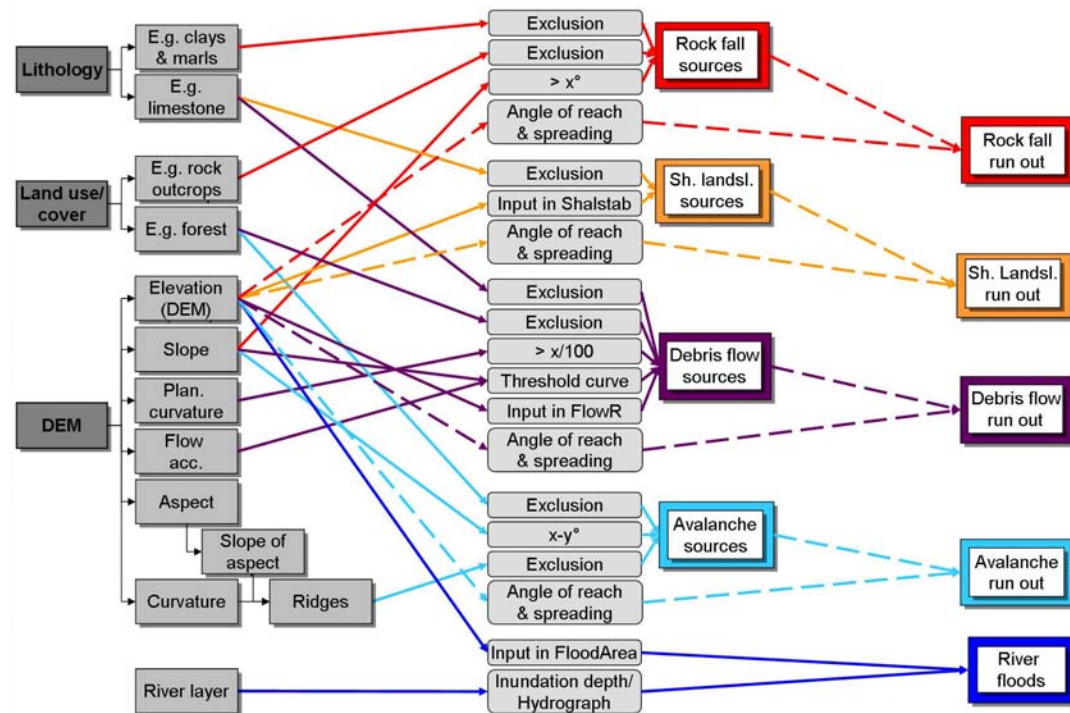 Lithology
E.g. clays
& marls
E.g.
limestone
Land use/
cover
E.g. rock
outcrops
E.g. forest
DEM
Elevation
(DEM)
Slope
Plan.
curvature
Flow
acc.
Aspect
Slope of
aspect
Curvature
Ridges
River layer
Exclusion
Exclusion
> x°
Angle of reach
& spreading
Exclusion
Input in Shalstab
Angle of reach
& spreading
Exclusion
Exclusion
> x/100
Threshold curve
Input in FlowR
Angle of reach
& spreading
Exclusion
x-y°
Exclusion
Angle of reach
& spreading
Input in FloodArea
Inundation depth/
Hydrograph
Rock fall
sources
Sh. landsl.
sources
Debris flow
sources
Avalanche
sources
Rock fall
run out
Sh. Landsl.
run out
Debris flow
run out
Avalanche
run out
River
floods